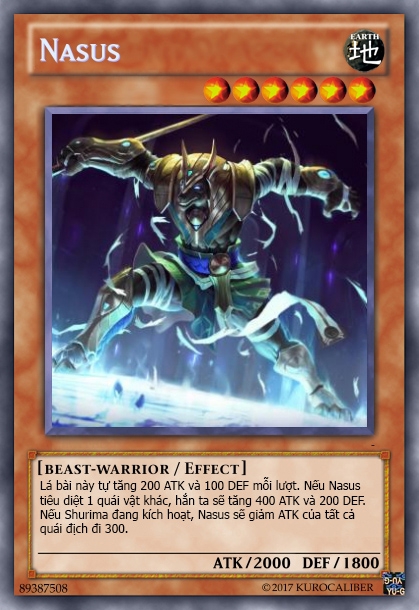 NASUS
EARTH
地
[BEAST-WARRIOR / EFFECT]
Lá bài này tự tăng 200 ATK và 100 DEF mỗi lượt. Nếu Nasus
tiêu diệt 1 quái vật khác, hắn ta sẽ tăng 400 ATK và 200 DEF.
Nếu Shurima đang kích hoạt, Nasus sẽ giảm ATK của tất cả
quái địch đi 300.
ATK/2000 DEF/1800
89387508
©2017 KUROCALIBER